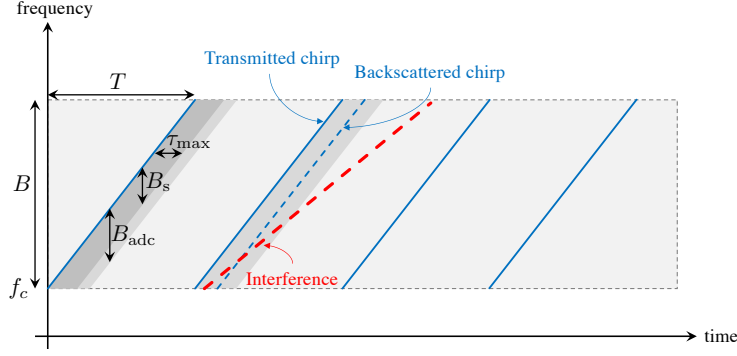 frequency
Transmitted chirp
Backscattered chirp
T
τmax
B
Bs
Badc
fc
Interference
time